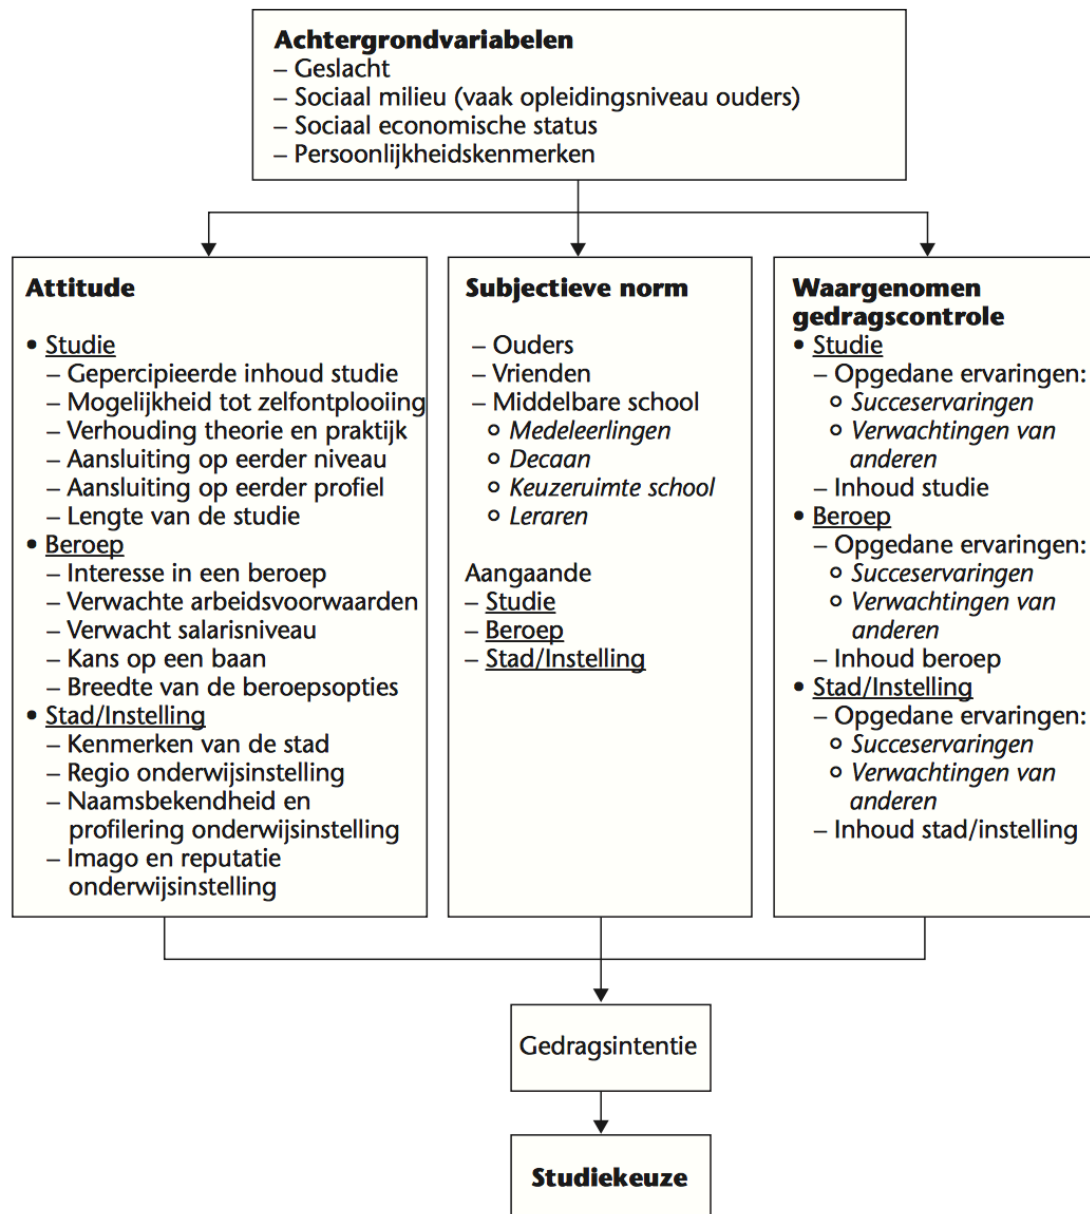 Achtergrondvariabelen
– Geslacht
– Sociaal milieu (vaak opleidingsniveau ouders)
– Sociaal economische status
– Persoonlijkheidskenmerken
Attitude
• Studie
– Gepercipieerde inhoud studie
– Mogelijkheid tot zelfontplooiing
– Verhouding theorie en praktijk
– Aansluiting op eerder niveau
– Aansluiting op eerder profiel
– Lengte van de studie
• Beroep
– Interesse in een beroep
– Verwachte arbeidsvoorwaarden
– Verwacht salarisniveau
– Kans op een baan
– Breedte van de beroepsopties
• Stad/Instelling
– Kenmerken van de stad
– Regio onderwijsinstelling
– Naamsbekendheid en
profilering onderwijsinstelling
– Imago en reputatie
onderwijsinstelling
Subjectieve norm
– Ouders
– Vrienden
– Middelbare school
o Medeleerlingen
o Decaan
o Keuzeruimte school
o Leraren
Aangaande
– Studie
– Beroep
– Stad/Instelling
Waargenomen
gedragscontrole
• Studie
– Opgedane ervaringen:
o Succeservaringen
o Verwachtingen van
anderen
– Inhoud studie
• Beroep
– Opgedane ervaringen:
o Succeservaringen
o Verwachtingen van
anderen
– Inhoud beroep
• Stad/Instelling
– Opgedane ervaringen:
o Succeservaringen
o Verwachtingen van
anderen
– Inhoud stad/instelling
Gedragsintentie
Studiekeuze